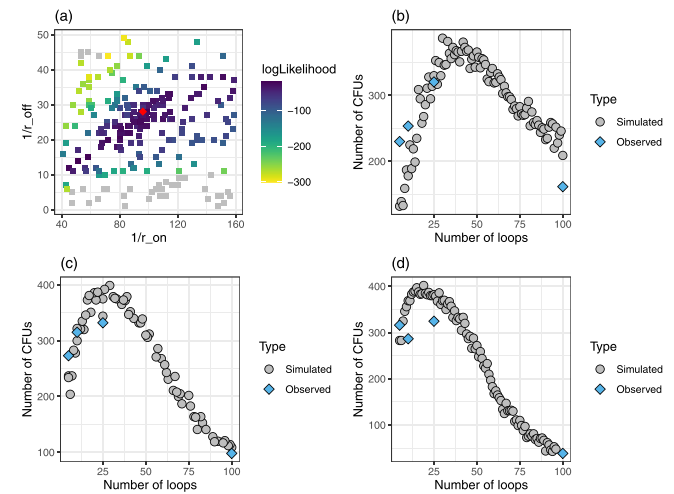 (a)
50
40
30
20
10
0
1/r_off
40
80
120
160
1/r_on
logLikelihood
−100
−200
−300
(b)
300
200
Number of CFUs
25
50
75
100
Number of loops
Type
Simulated
Observed
(c)
400
300
200
100
Number of CFUs
25
50
75
100
Number of loops
Type
Simulated
Observed
(d)
400
300
200
100
Number of CFUs
25
50
75
100
Number of loops
Type
Simulated
Observed